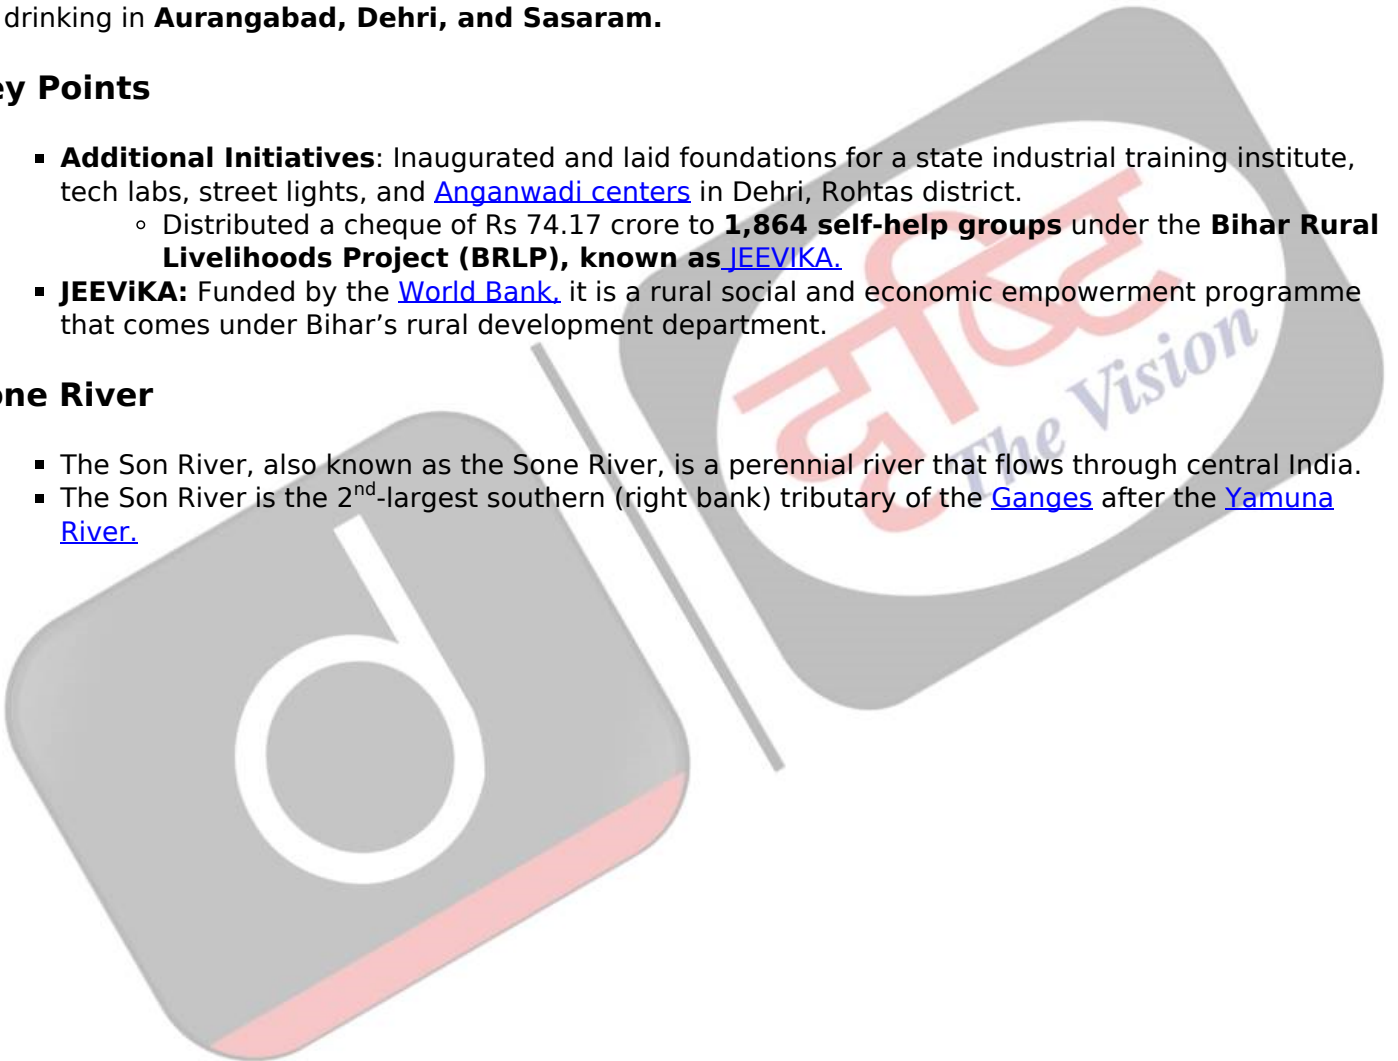 drinking in Aurangabad, Dehri, and Sasaram.
ey Points
▪ Additional Initiatives: Inaugurated and laid foundations for a state industrial training institute,
tech labs, street lights, and Anganwadi centers in Dehri, Rohtas district.
◦ Distributed a cheque of Rs 74.17 crore to 1,864 self-help groups under the Bihar Rural
Livelihoods Project (BRLP), known as JEEVIKA.
▪ JEEViKA: Funded by the World Bank, it is a rural social and economic empowerment programme
that comes under Bihar’s rural development department.
one River
▪ The Son River, also known as the Sone River, is a perennial river that flows through central India.
▪ The Son River is the 2nd-largest southern (right bank) tributary of the Ganges after the Yamuna
River.
d
दृष्टि
The Vision